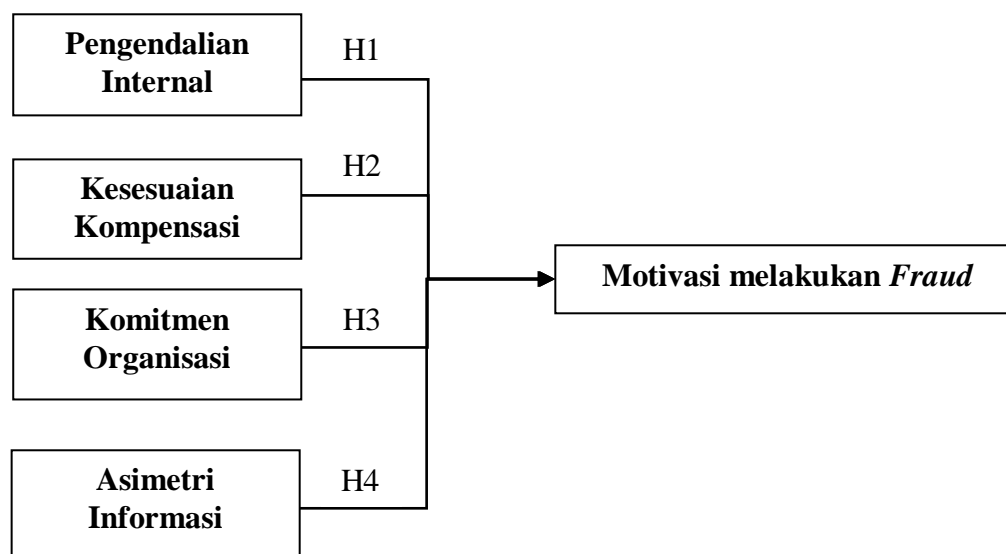 Pengendalian
Internal
H1
Kesesuaian
Kompensasi
H2
Komitmen
Organisasi
H3
Asimetri
Informasi
H4
Motivasi melakukan Fraud